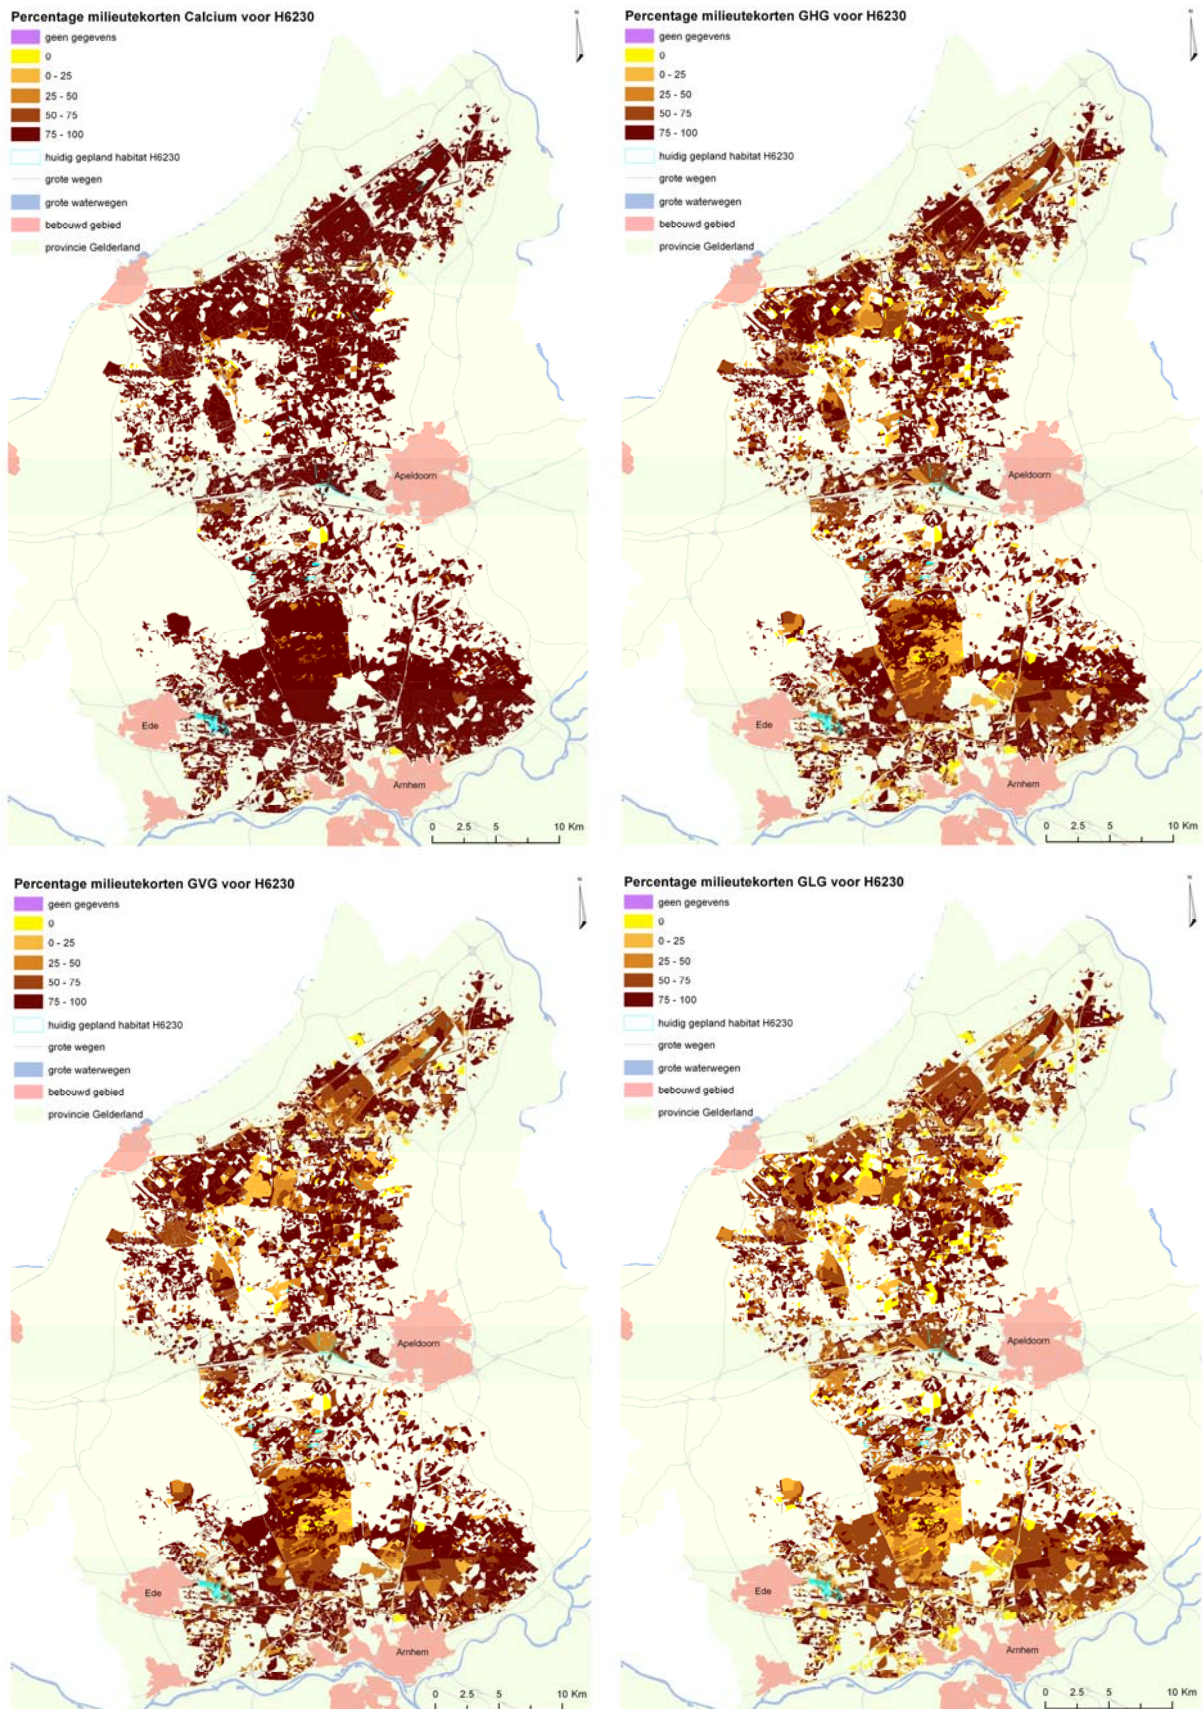 Percentage milieutekorten Calcium voor H6230
geen gegevens
0
0 - 25
25 - 50
50 - 75
75 - 100
huidig gepland habitat H6230
grote wegen
grote waterwegen
bebouwd gebied
provincie Gelderland
N
Apeldoorn
Ede
Arnhem
0 2.5 5 10 Km
Percentage milieutekorten GHG voor H6230
geen gegevens
0
0 - 25
25 - 50
50 - 75
75 - 100
huidig gepland habitat H6230
grote wegen
grote waterwegen
bebouwd gebied
provincie Gelderland
N
Apeldoorn
Ede
Arnhem
0 2.5 5 10 Km
Percentage milieutekorten GVG voor H6230
geen gegevens
0
0 - 25
25 - 50
50 - 75
75 - 100
huidig gepland habitat H6230
grote wegen
grote waterwegen
bebouwd gebied
provincie Gelderland
N
Apeldoorn
Ede
Arnhem
0 2.5 5 10 Km
Percentage milieutekorten GLG voor H6230
geen gegevens
0
0 - 25
25 - 50
50 - 75
75 - 100
huidig gepland habitat H6230
grote wegen
grote waterwegen
bebouwd gebied
provincie Gelderland
N
Apeldoorn
Ede
Arnhem
0 2.5 5 10 Km